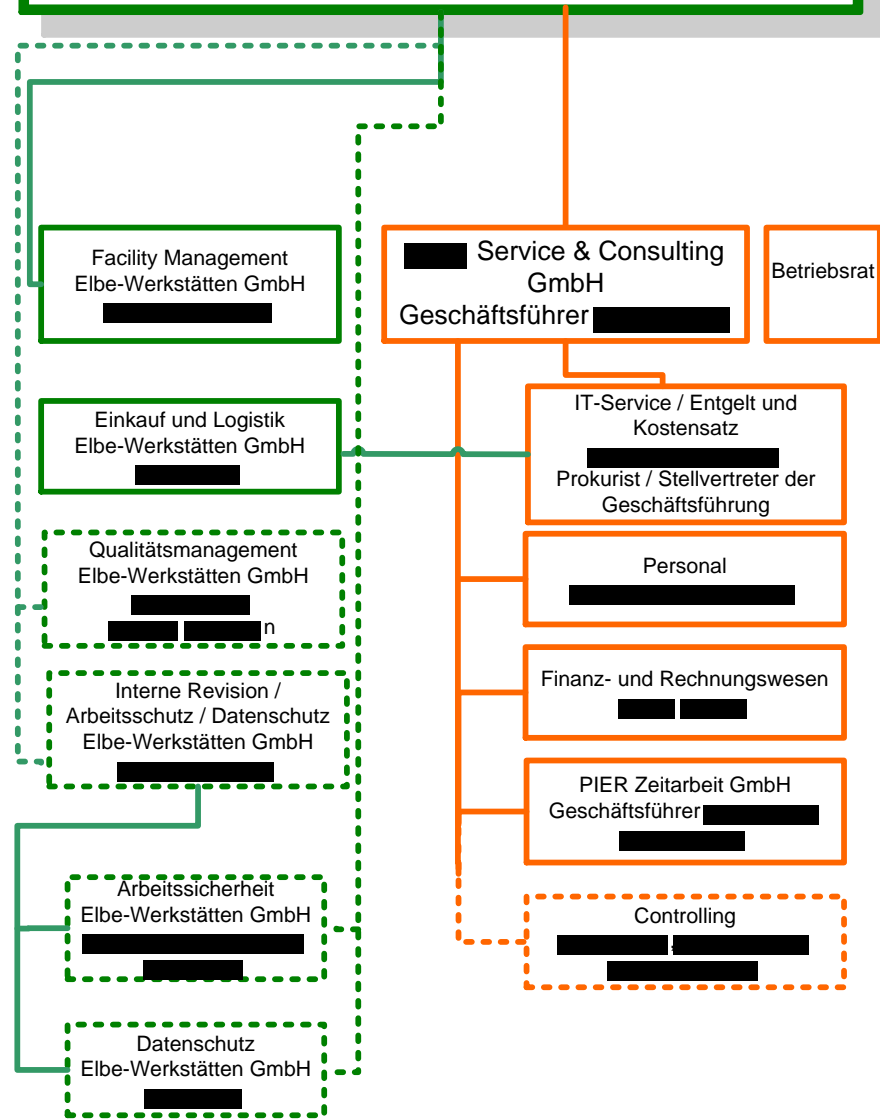 Facility Management
Elbe-Werkstätten GmbH
Service & Consulting
GmbH
Geschäftsführer
Betriebsrat
Einkauf und Logistik
Elbe-Werkstätten GmbH
IT-Service / Entgelt und
Kostensatz
Prokurist / Stellvertreter der
Geschäftsführung
Qualitätsmanagement
Elbe-Werkstätten GmbH
n
Personal
Interne Revision /
Arbeitsschutz / Datenschutz
Elbe-Werkstätten GmbH
Finanz- und Rechnungswesen
PIER Zeitarbeit GmbH
Geschäftsführer
Arbeitssicherheit
Elbe-Werkstätten GmbH
Controlling
,
Datenschutz
Elbe-Werkstätten GmbH